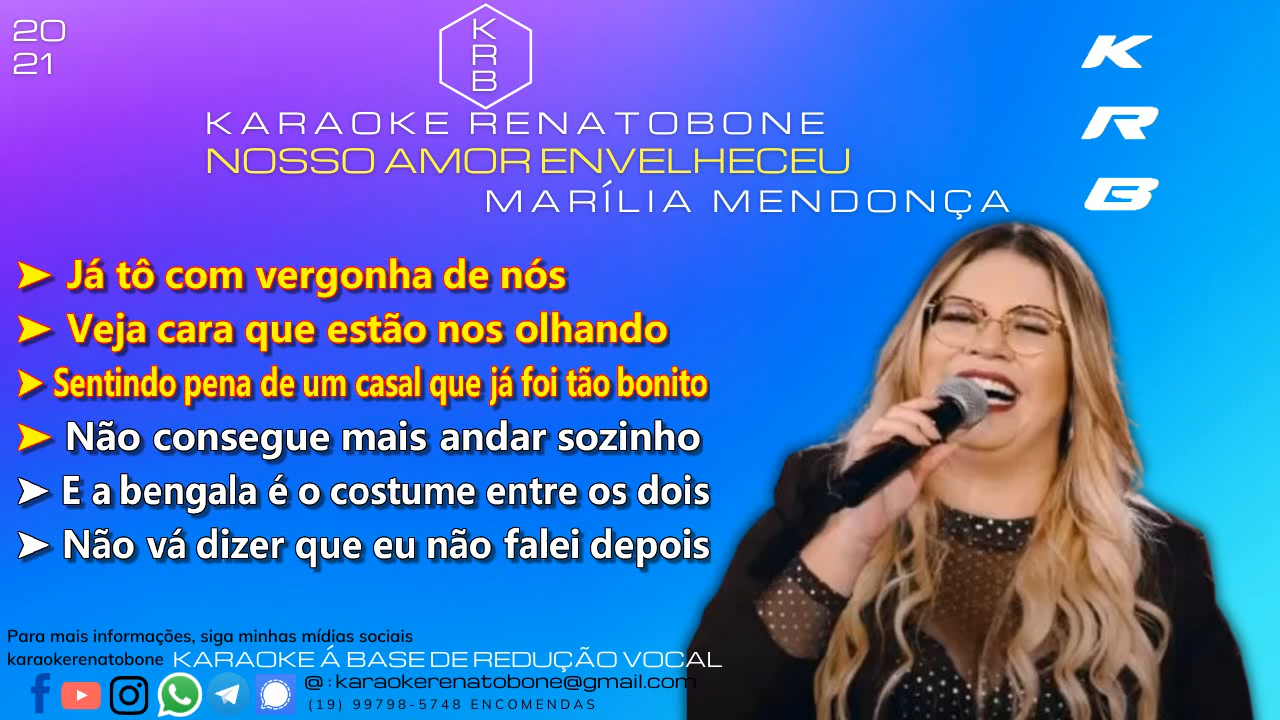 20
21
K
R
B
K
R
B
KARAOKE RENATOBONE
NOSSO AMOR ENVELHECEU
MARÍLIA MENDONÇA
➤ Já tô com vergonha de nós
➤ Veja cara que estão nos olhando
➤ Sentindo pena de um casal que já foi tão bonito
➤ Não consegue mais andar sozinho
➤ E a bengala é o costume entre os dois
➤ Não vá dizer que eu não falei depois
Para mais informações, siga minhas mídias sociais
karaokerenatobone KARAOKE Á BASE DE REDUÇÃO VOCAL
@:karaokerenatobone@gmail.com
(19) 99798-5748 ENCOMENDAS